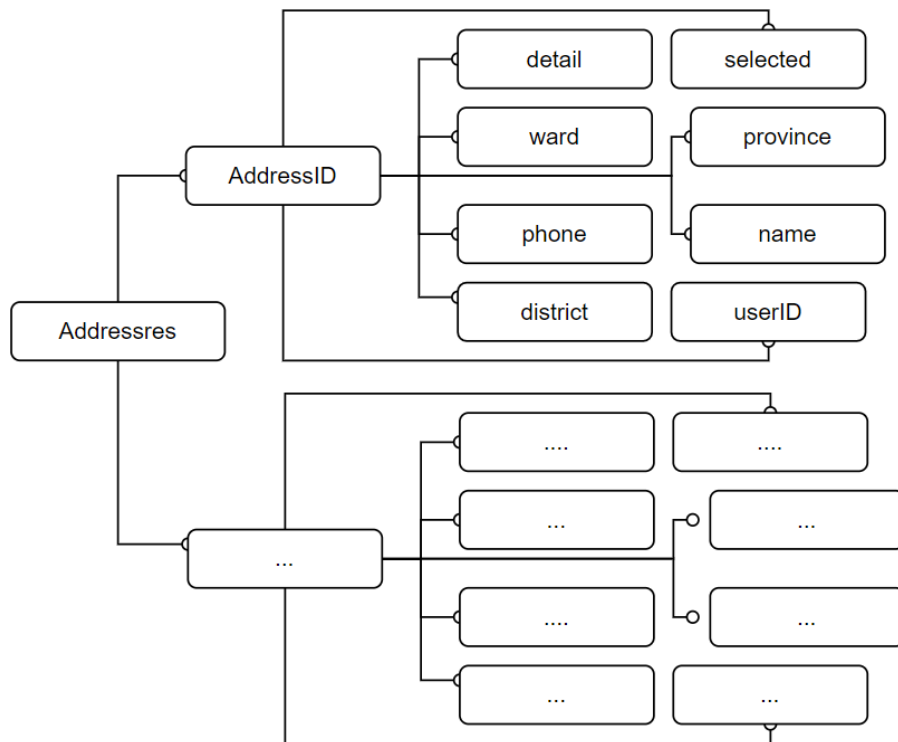 detail
selected
ward
province
AddressID
phone
name
district
userID
Addressres
....
....
...
...
...
....
...
...
...